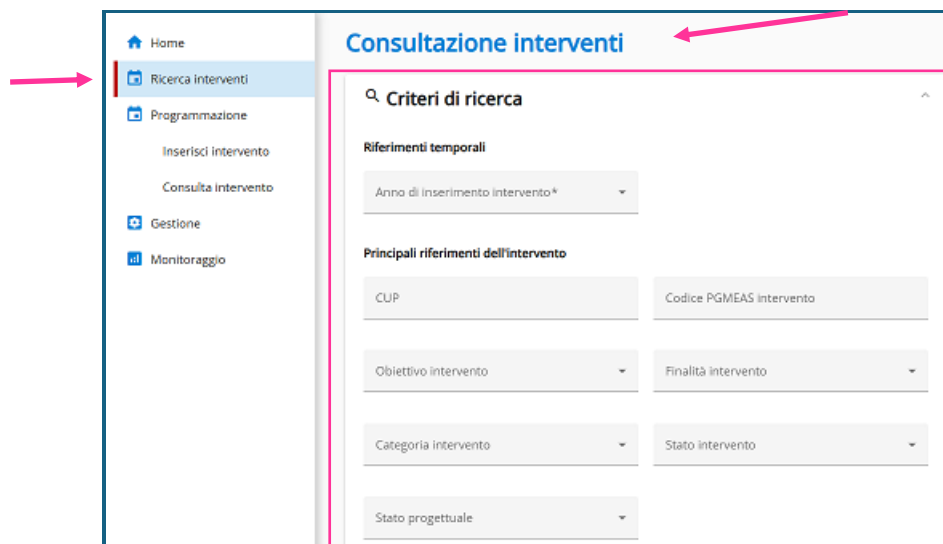 Home
Ricerca interventi
Programmazione
Inserisci intervento
Consulta intervento
Gestione
Monitoraggio
Consultazione interventi
Criteri di ricerca
Riferimenti temporali
Anno di inserimento intervento*
Principali riferimenti dell'intervento
CUP
Codice PGMEAS intervento
Obiettivo intervento
Finalità intervento
Categoria intervento
Stato intervento
Stato progettuale